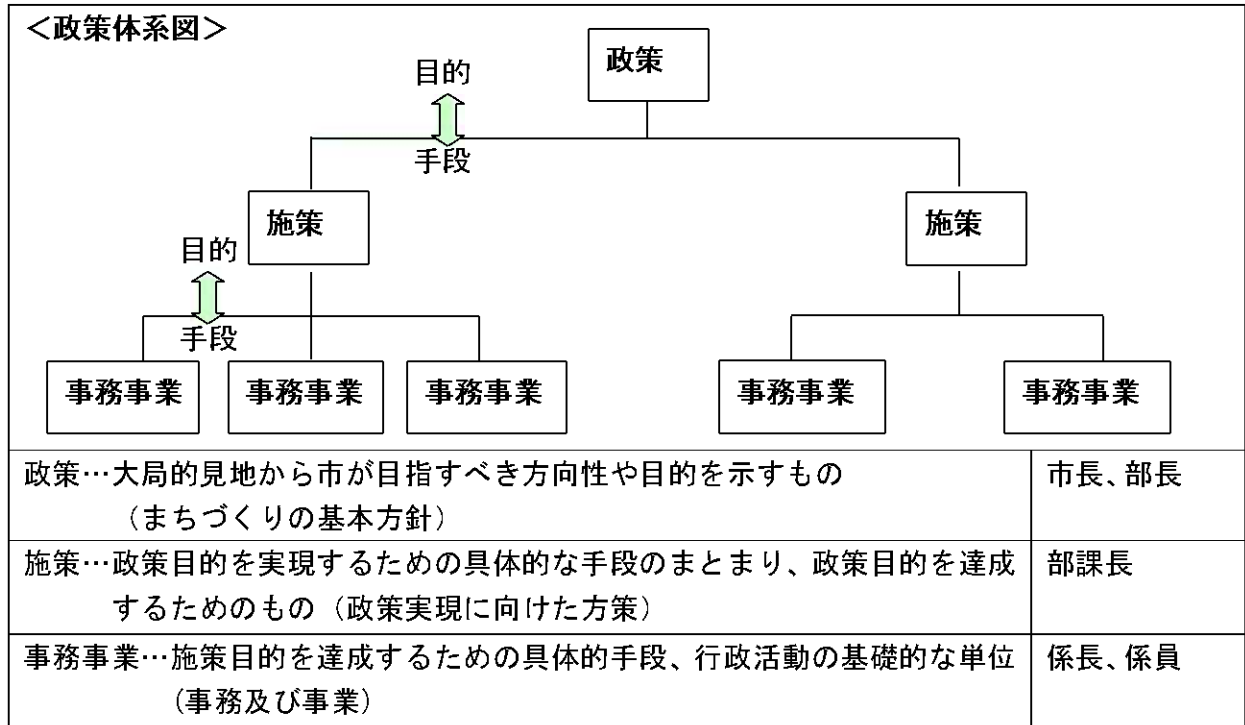 <政策体系図>
政策
目的
手段
施策
施策
目的
手段
事務事業
事務事業
事務事業
事務事業
事務事業
政策…大局的見地から市が目指すべき方向性や目的を示すもの
(まちづくりの基本方針)
市長、部長
施策…政策目的を実現するための具体的な手段のまとまり、政策目的を達成
するためのもの(政策実現に向けた方策)
部課長
事務事業…施策目的を達成するための具体的手段、行政活動の基礎的な単位
(事務及び事業)
係長、係員